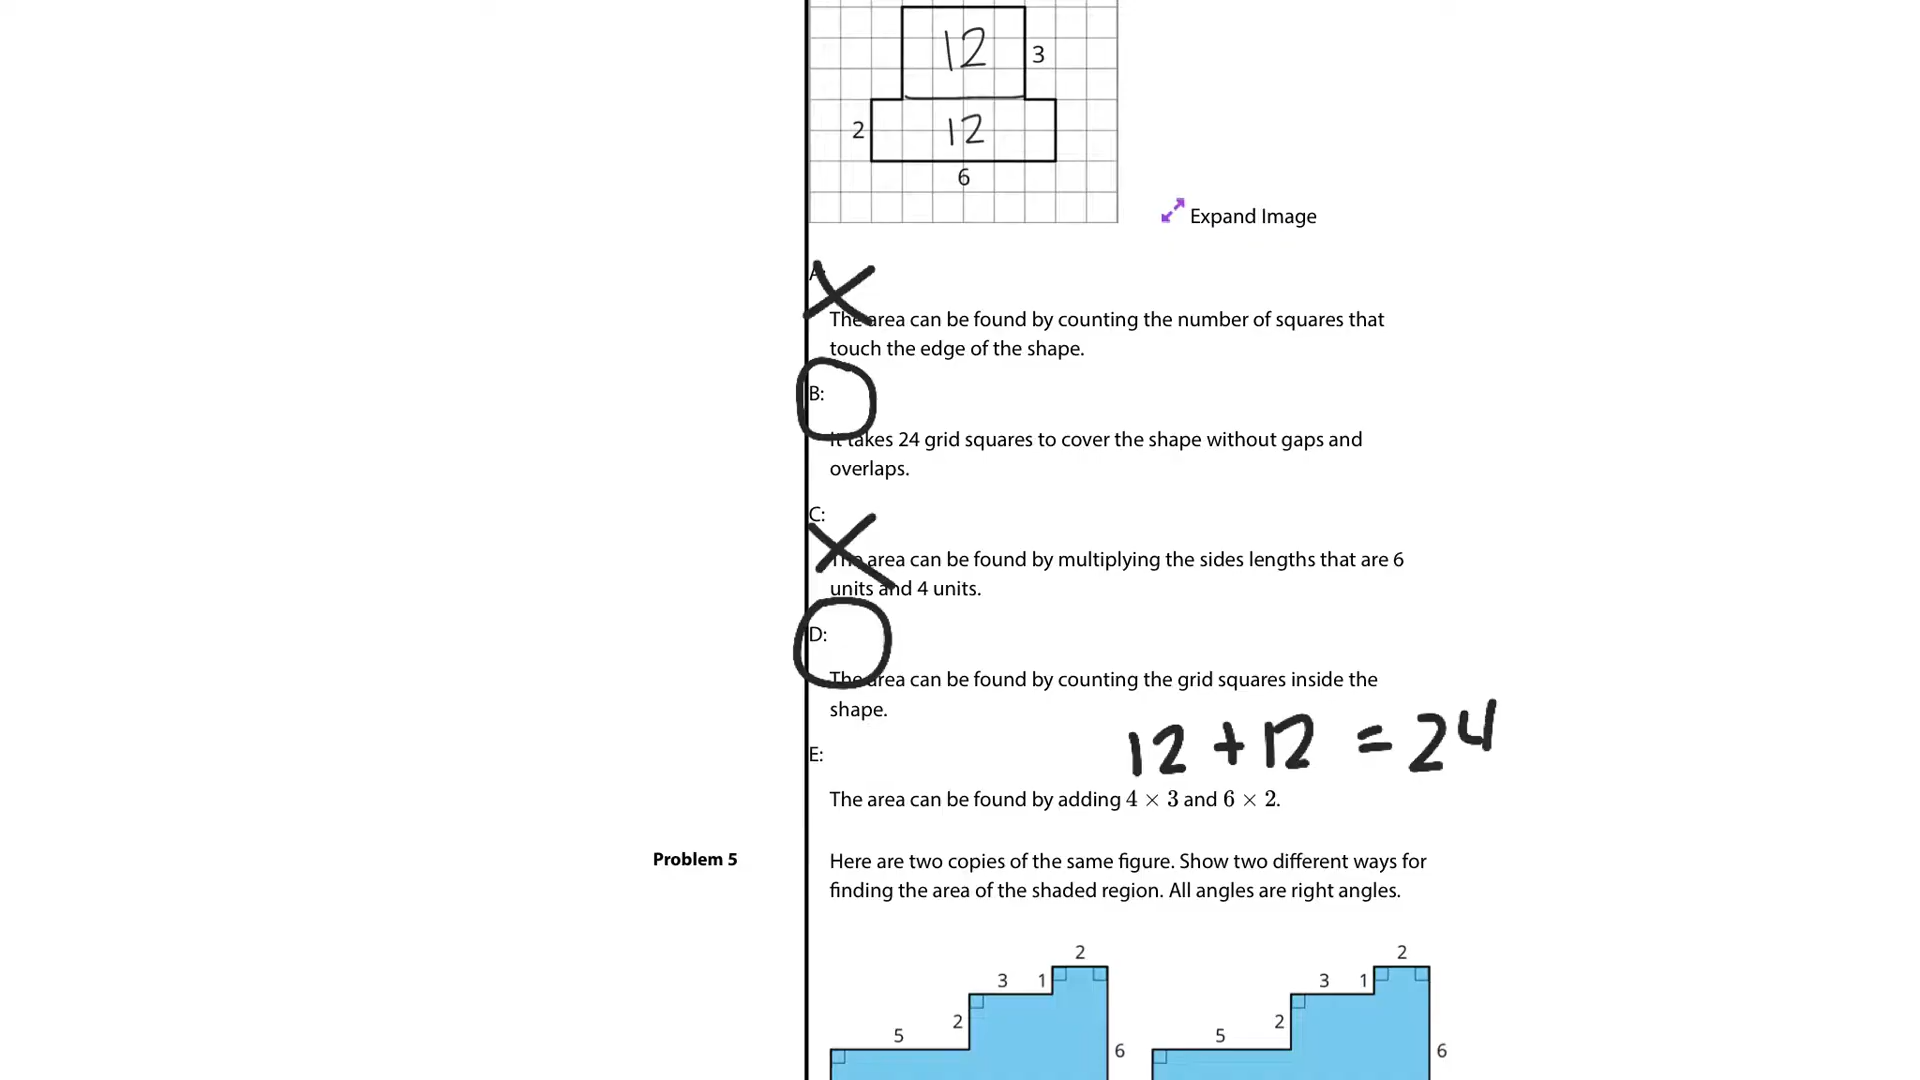 12
3
2
12
6
Expand Image
A:
The area can be found by counting the number of squares that
touch the edge of the shape.
B:
It takes 24 grid squares to cover the shape without gaps and
overlaps.
C:
The area can be found by multiplying the sides lengths that are 6
units and 4 units.
D:
The area can be found by counting the grid squares inside the
shape.
12 + 12 = 24
E:
The area can be found by adding 4 × 3 and 6 × 2.
Problem 5
Here are two copies of the same figure. Show two different ways for
finding the area of the shaded region. All angles are right angles.
2 2
3 1 3 1
2 2
5 5
6 6